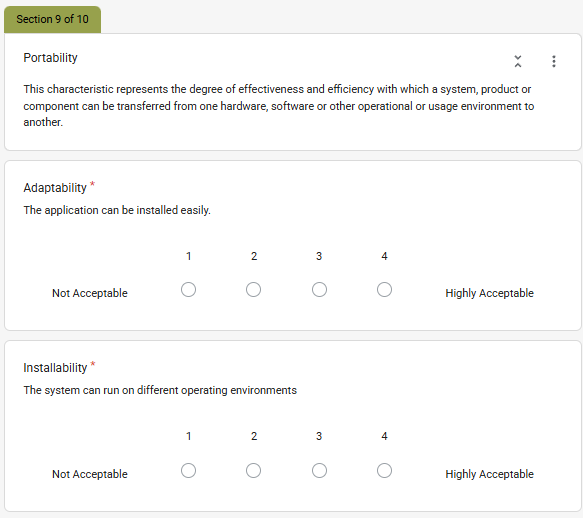 Section 9 of 10
Portability
This characteristic represents the degree of effectiveness and efficiency with which a system, product or
component can be transferred from one hardware, software or other operational or usage environment to
another.
Adaptability *
The application can be installed easily.
1 2 3 4
Not Acceptable Highly Acceptable
Installability *
The system can run on different operating environments
1 2 3 4
Not Acceptable Highly Acceptable